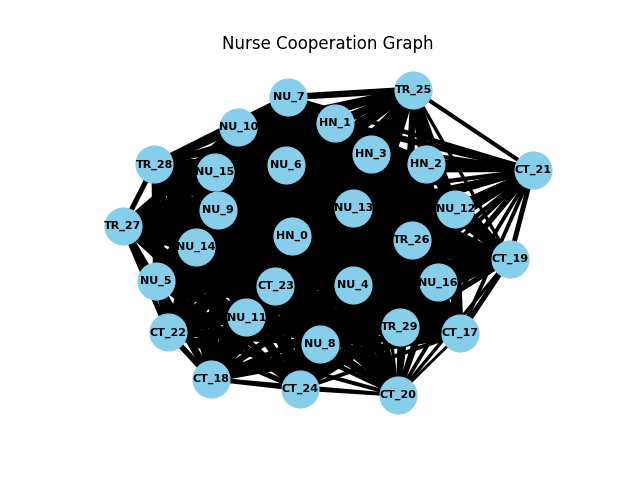 Nurse Cooperation Graph
NU_7
TR_25
NU_10
HN_1
TR_28
NU_15
NU_6
HN_3
HN_2
CT_21
NU_9
NU_13
NU_12
TR_27
NU_14
HN_0
TR_26
CT_19
NU_5
CT_23
NU_4
NU_16
CT_22
NU_11
NU_8
TR_29
CT_17
CT_18
CT_24
CT_20